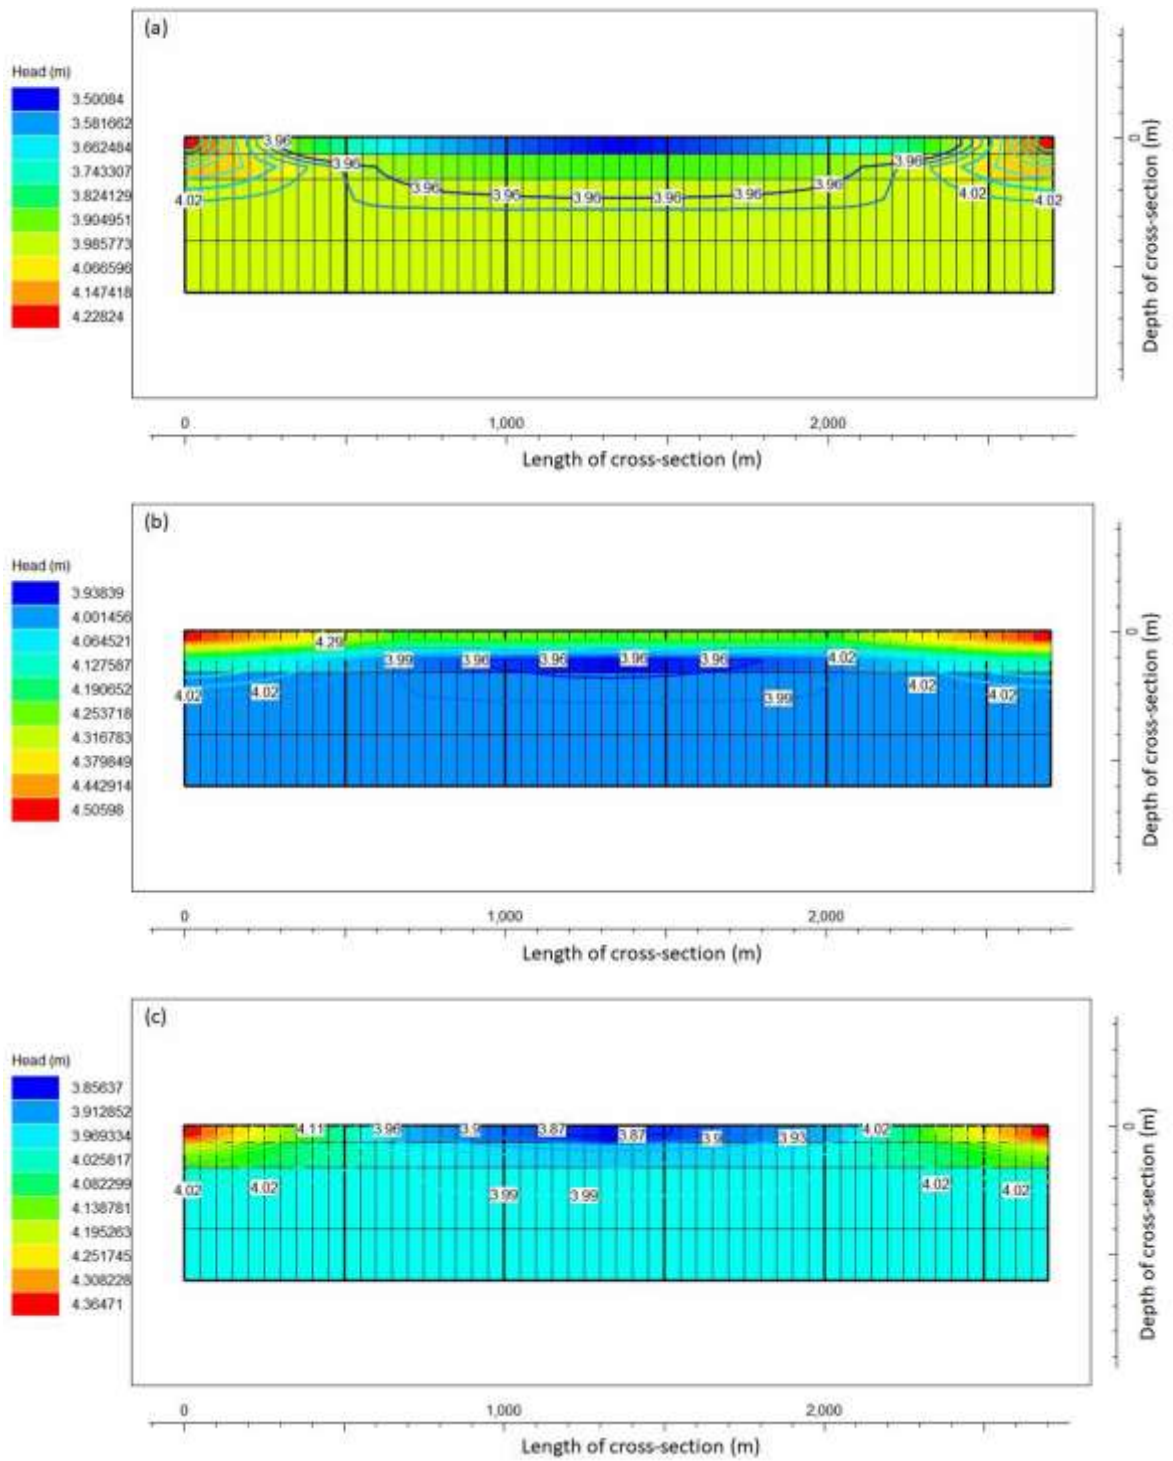 (a)
Head (m)
3.50084
3.581662
3.662484
3.743307
3.824129
3.904951
3.985773
4.066596
4.147418
4.22824
3.96
3.96
3.96
3.96
3.96
3.96
3.96
3.96
3.96
4.02
4.02
4.02
0
Depth of cross-section (m)
0 1,000 2,000
Length of cross-section (m)
(b)
Head (m)
3.93839
4.001456
4.064521
4.127587
4.190652
4.253718
4.316783
4.379849
4.442914
4.50598
4.29
3.99 3.96 3.96 3.96 3.96 4.02
4.02 4.02 3.99 4.02 4.02
0
Depth of cross-section (m)
0 1,000 2,000
Length of cross-section (m)
(c)
Head (m)
3.85637
3.912852
3.969334
4.025817
4.082299
4.138781
4.195263
4.251745
4.308228
4.36471
4.11 3.96 3.9 3.87 3.87 3.9 3.93 4.02
4.02 4.02 3.99 3.99 4.02 4.02
0
Depth of cross-section (m)
0 1,000 2,000
Length of cross-section (m)